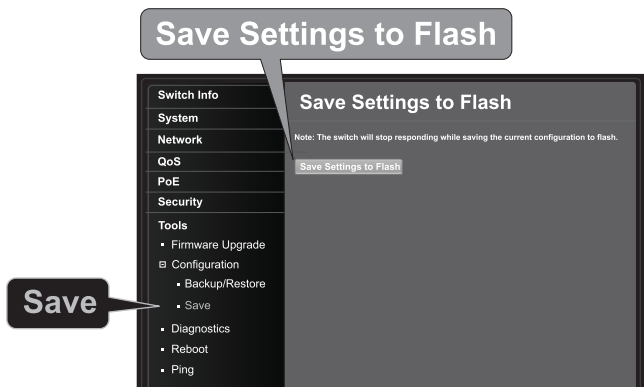 Save Settings to Flash
Switch Info
System
Network
QoS
PoE
Security
Tools
Firmware Upgrade
Configuration
Backup/Restore
Save
Diagnostics
Reboot
Ping
Save Settings to Flash
Note: The switch will stop responding while saving the current configuration to flash.
Save Settings to Flash
Save